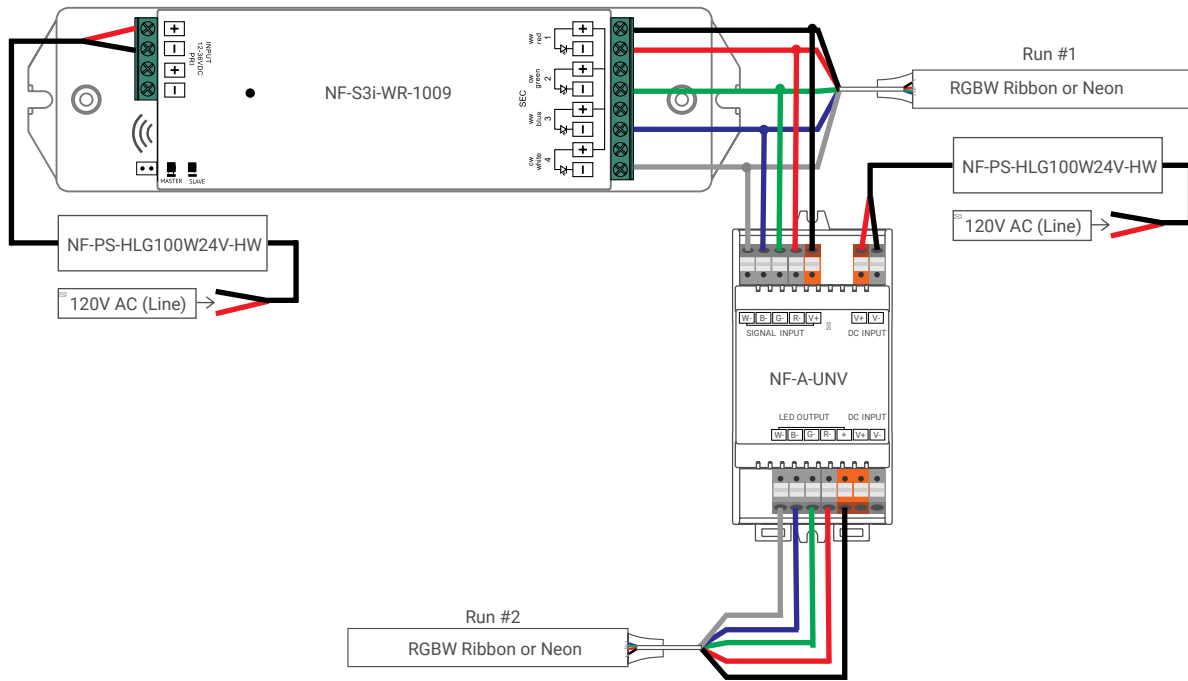 +
−
+
−
INPUT
12-36VDC
PRI
NF-S3i-WR-1009
MASTER
SLAVE
SEC
ww
red
1
+
−
cw
green
2
+
−
ww
blue
3
+
−
cw
white
4
+
−
Run #1
RGBW Ribbon or Neon
NF-PS-HLG100W24V-HW
120V AC (Line)
NF-PS-HLG100W24V-HW
120V AC (Line)
W- B- G- R- V+ V+ V-
SIGNAL INPUT DC INPUT
NF-A-UNV
LED OUTPUT DC INPUT
W- B- G- R- + V+ V-
Run #2
RGBW Ribbon or Neon